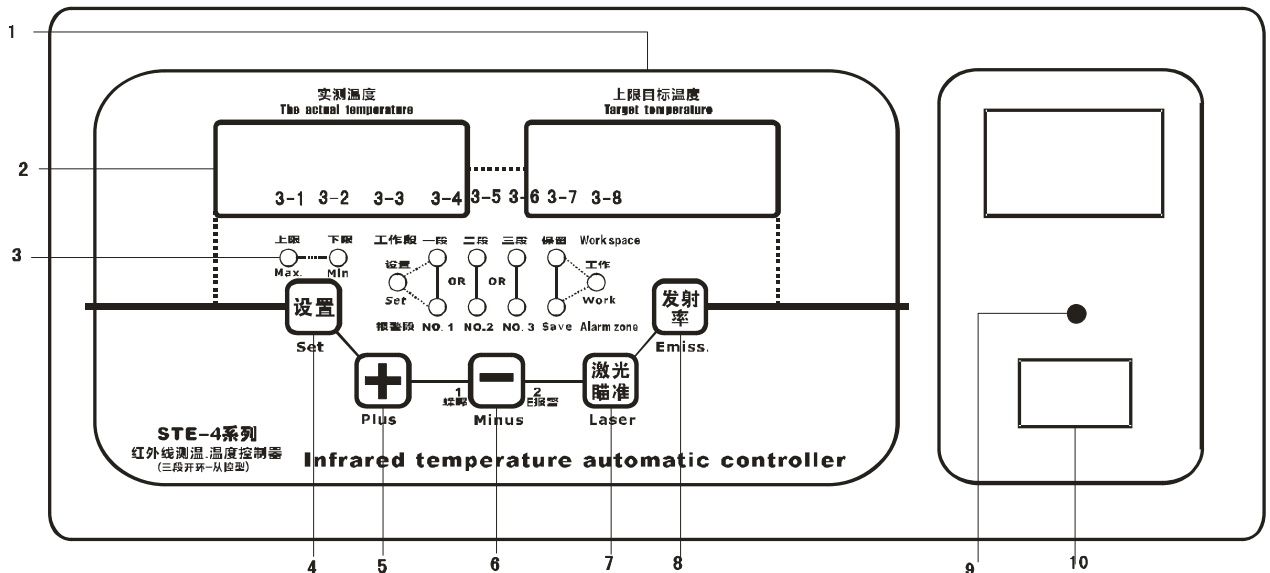 1
实测温度
The actual temperature
上限目标温度
Target temperature
2
3-1 3-2 3-3 3-4 3-5 3-6 3-7 3-8
3
上限 下限 工作段 一段 二段 三段 保留 Workspace
Max. Min
设置 OR OR 工作
Set Work
报警段 NO.1 NO.2 NO.3 Save Alarm zone
设置
Set
发射率
Emiss.
Plus
1
蜂鸣
Minus
2
E报警
激光
瞄准
Laser
STE-4系列
红外线测温.温度控制器
(三段开环-从控型)
Infrared temperature automatic controller
4 5 6 7 8 9 10